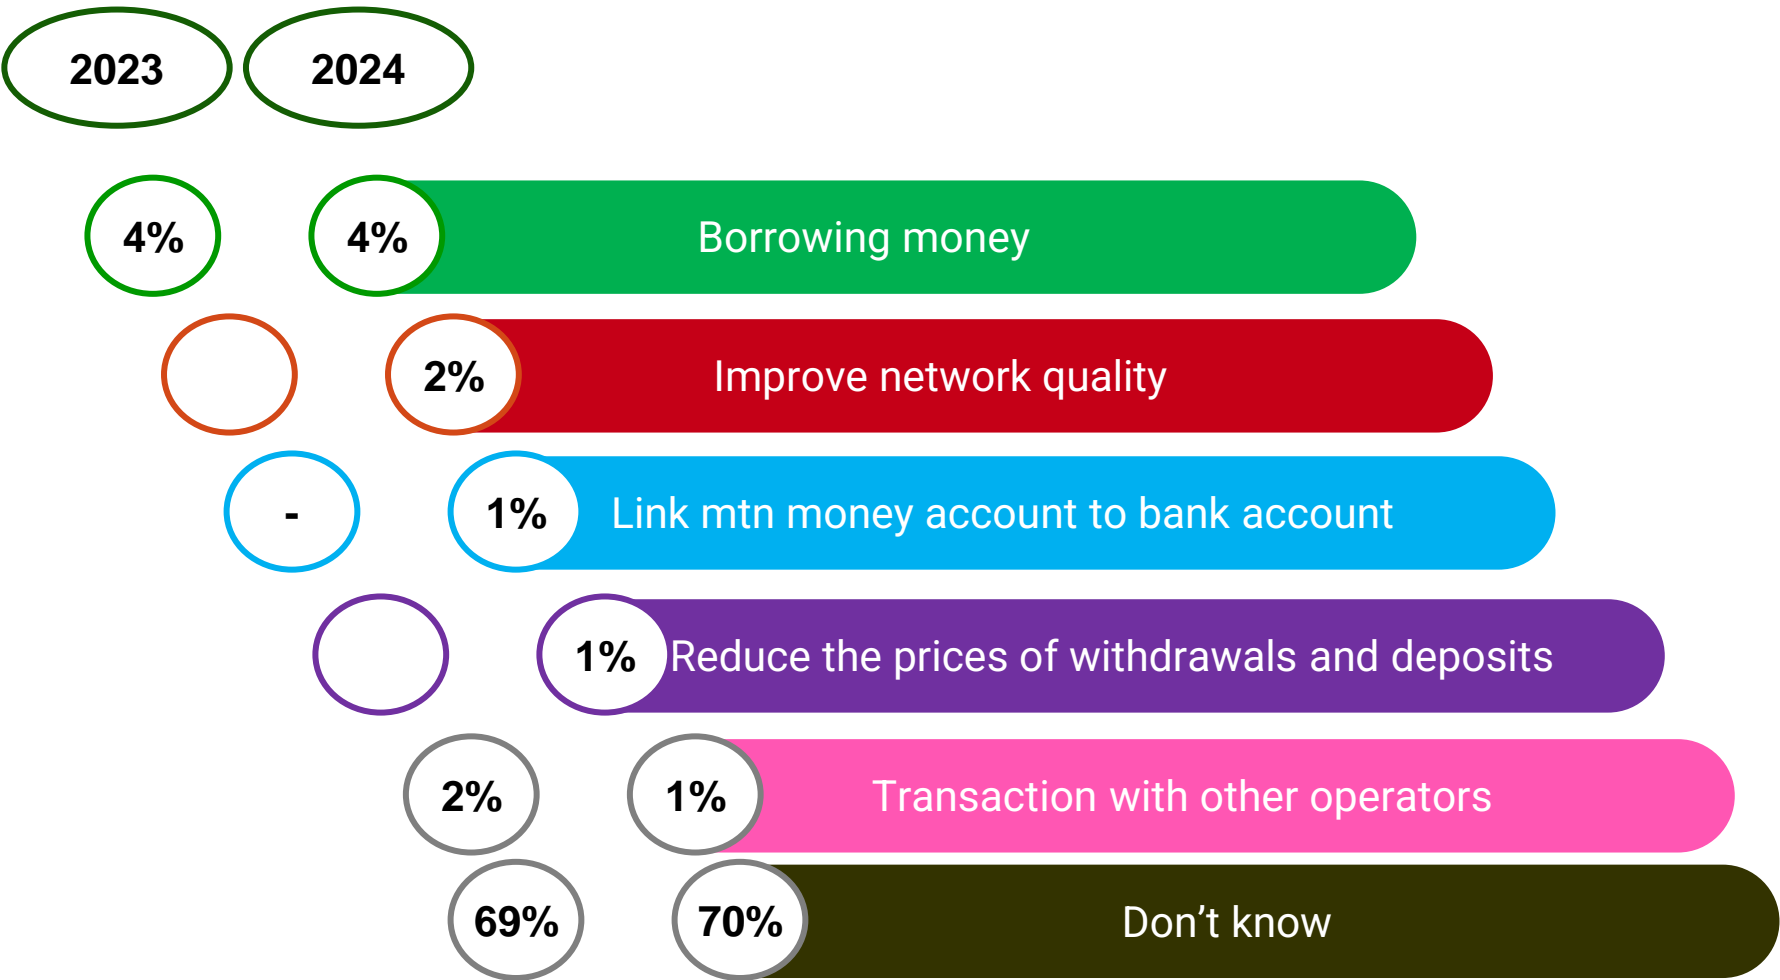 2023 2024
4% 4% Borrowing money
2% Improve network quality
- 1% Link mtn money account to bank account
1% Reduce the prices of withdrawals and deposits
2% 1% Transaction with other operators
69% 70% Don’t know